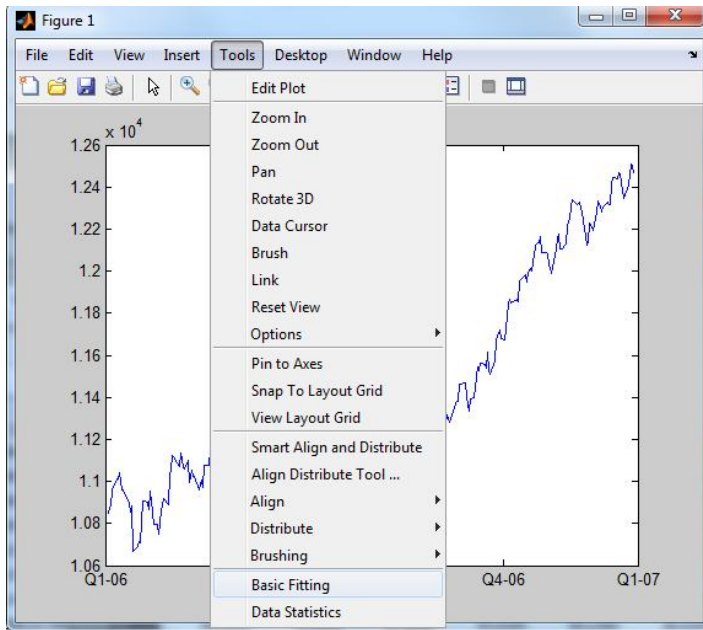 Figure 1
File Edit View Insert Tools Desktop Window Help
Edit Plot
Zoom In
Zoom Out
Pan
Rotate 3D
Data Cursor
Brush
Link
Reset View
Options
Pin to Axes
Snap To Layout Grid
View Layout Grid
Smart Align and Distribute
Align Distribute Tool ...
Align
Distribute
Brushing
Basic Fitting
Data Statistics
x 10^4
1.26
1.24
1.22
1.2
1.18
1.16
1.14
1.12
1.1
1.08
1.06
Q1-06 Q4-06 Q1-07